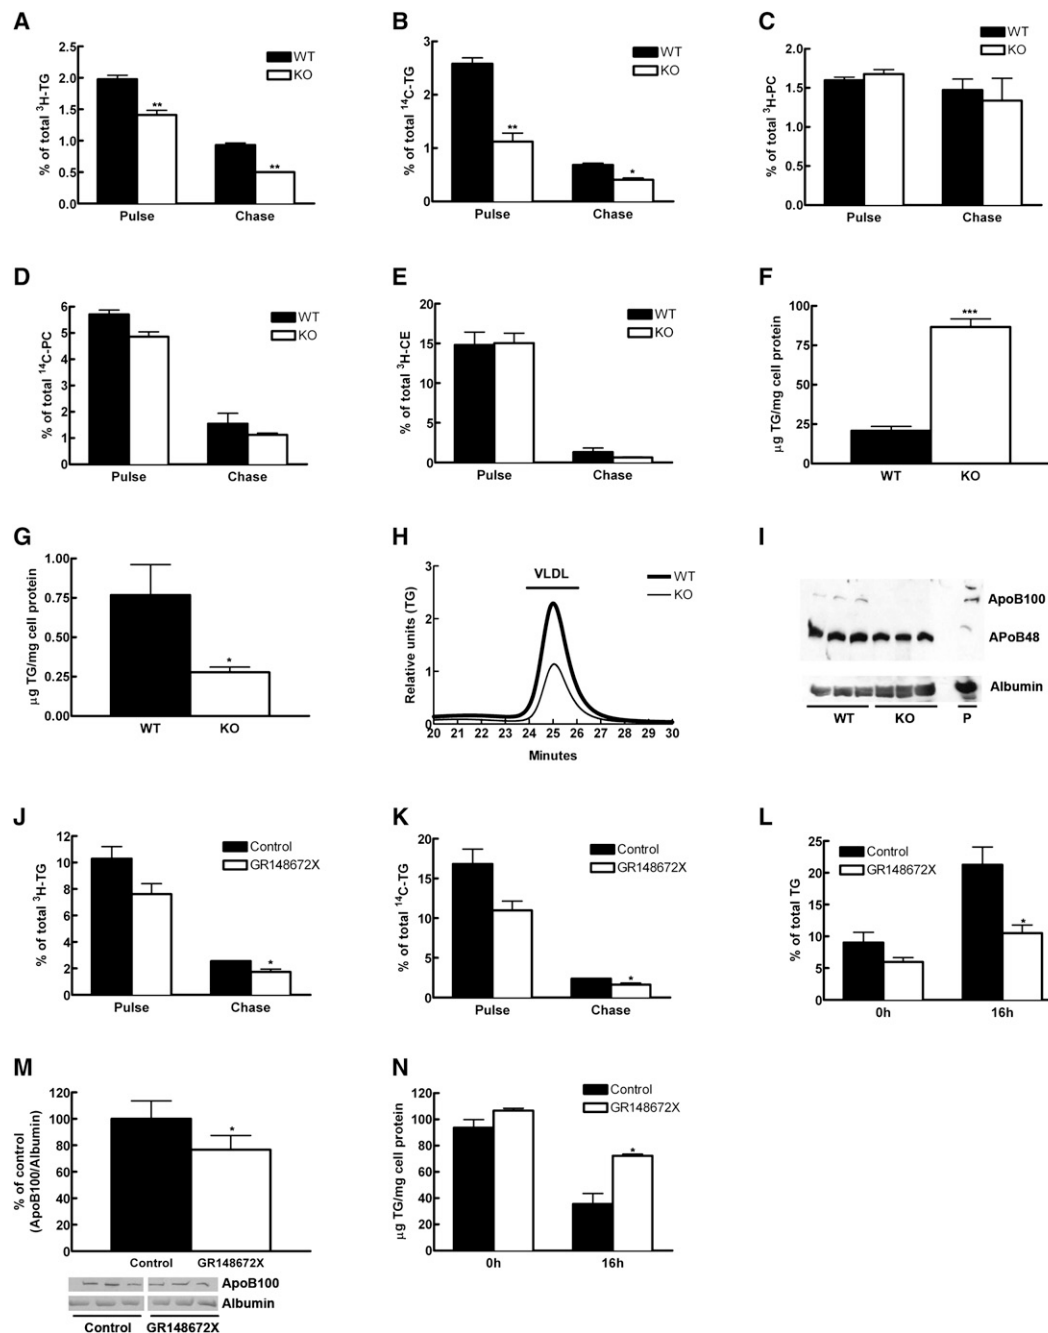 A
% of total ³H-TG
2.5
2.0
1.5
1.0
0.5
0.0
WT
KO
**
**
Pulse Chase
B
% of total ¹⁴C-TG
3
2
1
0
WT
KO
**
*
Pulse Chase
C
% of total ³H-PC
2.0
1.5
1.0
0.5
0.0
WT
KO
Pulse Chase
D
% of total ¹⁴C-PC
6
5
4
3
2
1
0
WT
KO
Pulse Chase
E
% of total ³H-CE
20
15
10
5
0
WT
KO
Pulse Chase
F
μg TG/mg cell protein
100
75
50
25
0
***
WT KO
G
μg TG/mg cell protein
1.00
0.75
0.50
0.25
0.00
*
WT KO
H
Relative units (TG)
3
2
1
0
VLDL
WT
KO
20 21 22 23 24 25 26 27 28 29 30
Minutes
I
ApoB100
APoB48
Albumin
WT KO P
J
% of total ³H-TG
12
10
8
6
4
2
0
Control
GR148672X
*
Pulse Chase
K
% of total ¹⁴C-TG
20
15
10
5
0
Control
GR148672X
*
Pulse Chase
L
% of total TG
25
20
15
10
5
0
Control
GR148672X
*
0h 16h
M
% of control
(ApoB100/Albumin)
120
100
80
60
40
20
0
*
Control GR148672X
ApoB100
Albumin
Control GR148672X
N
μg TG/mg cell protein
120
100
80
60
40
20
0
Control
GR148672X
*
0h 16h